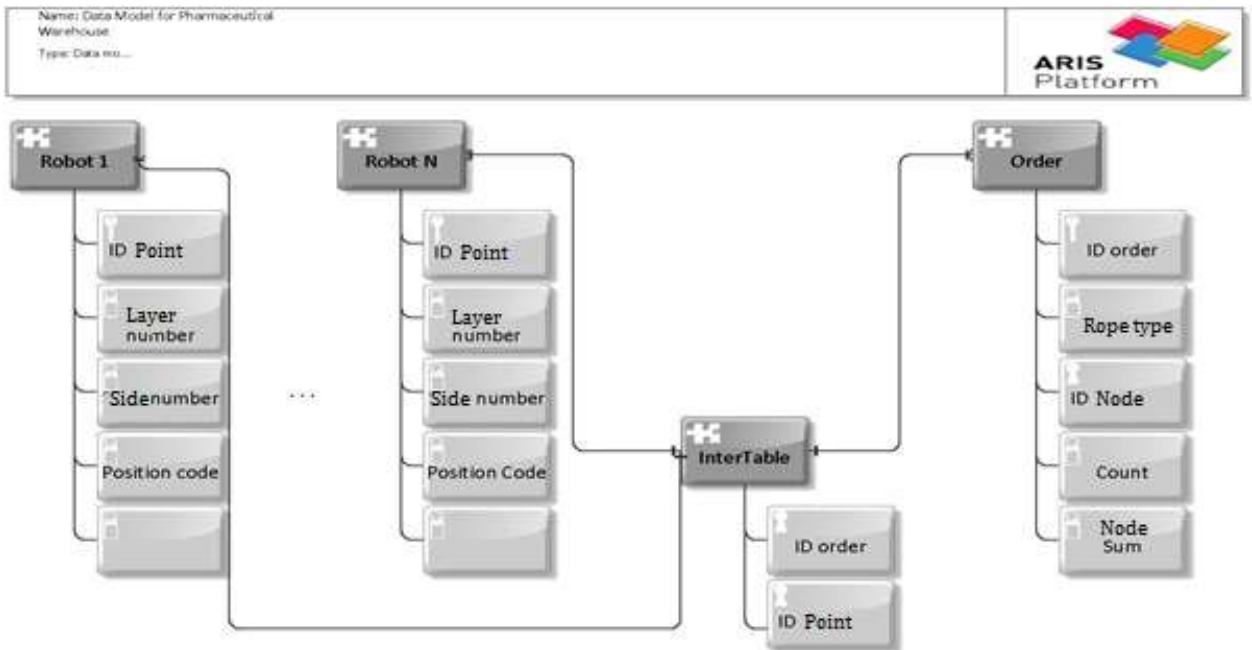 Name: Data Model for Pharmaceutical
Warehouse
Type: Data mo...
ARIS
Platform
Robot 1
ID Point
Layer
number
Sidenumber
Position code
...
Robot N
ID Point
Layer
number
Side number
Position Code
InterTable
ID order
ID Point
Order
ID order
Rope type
ID Node
Count
Node
Sum